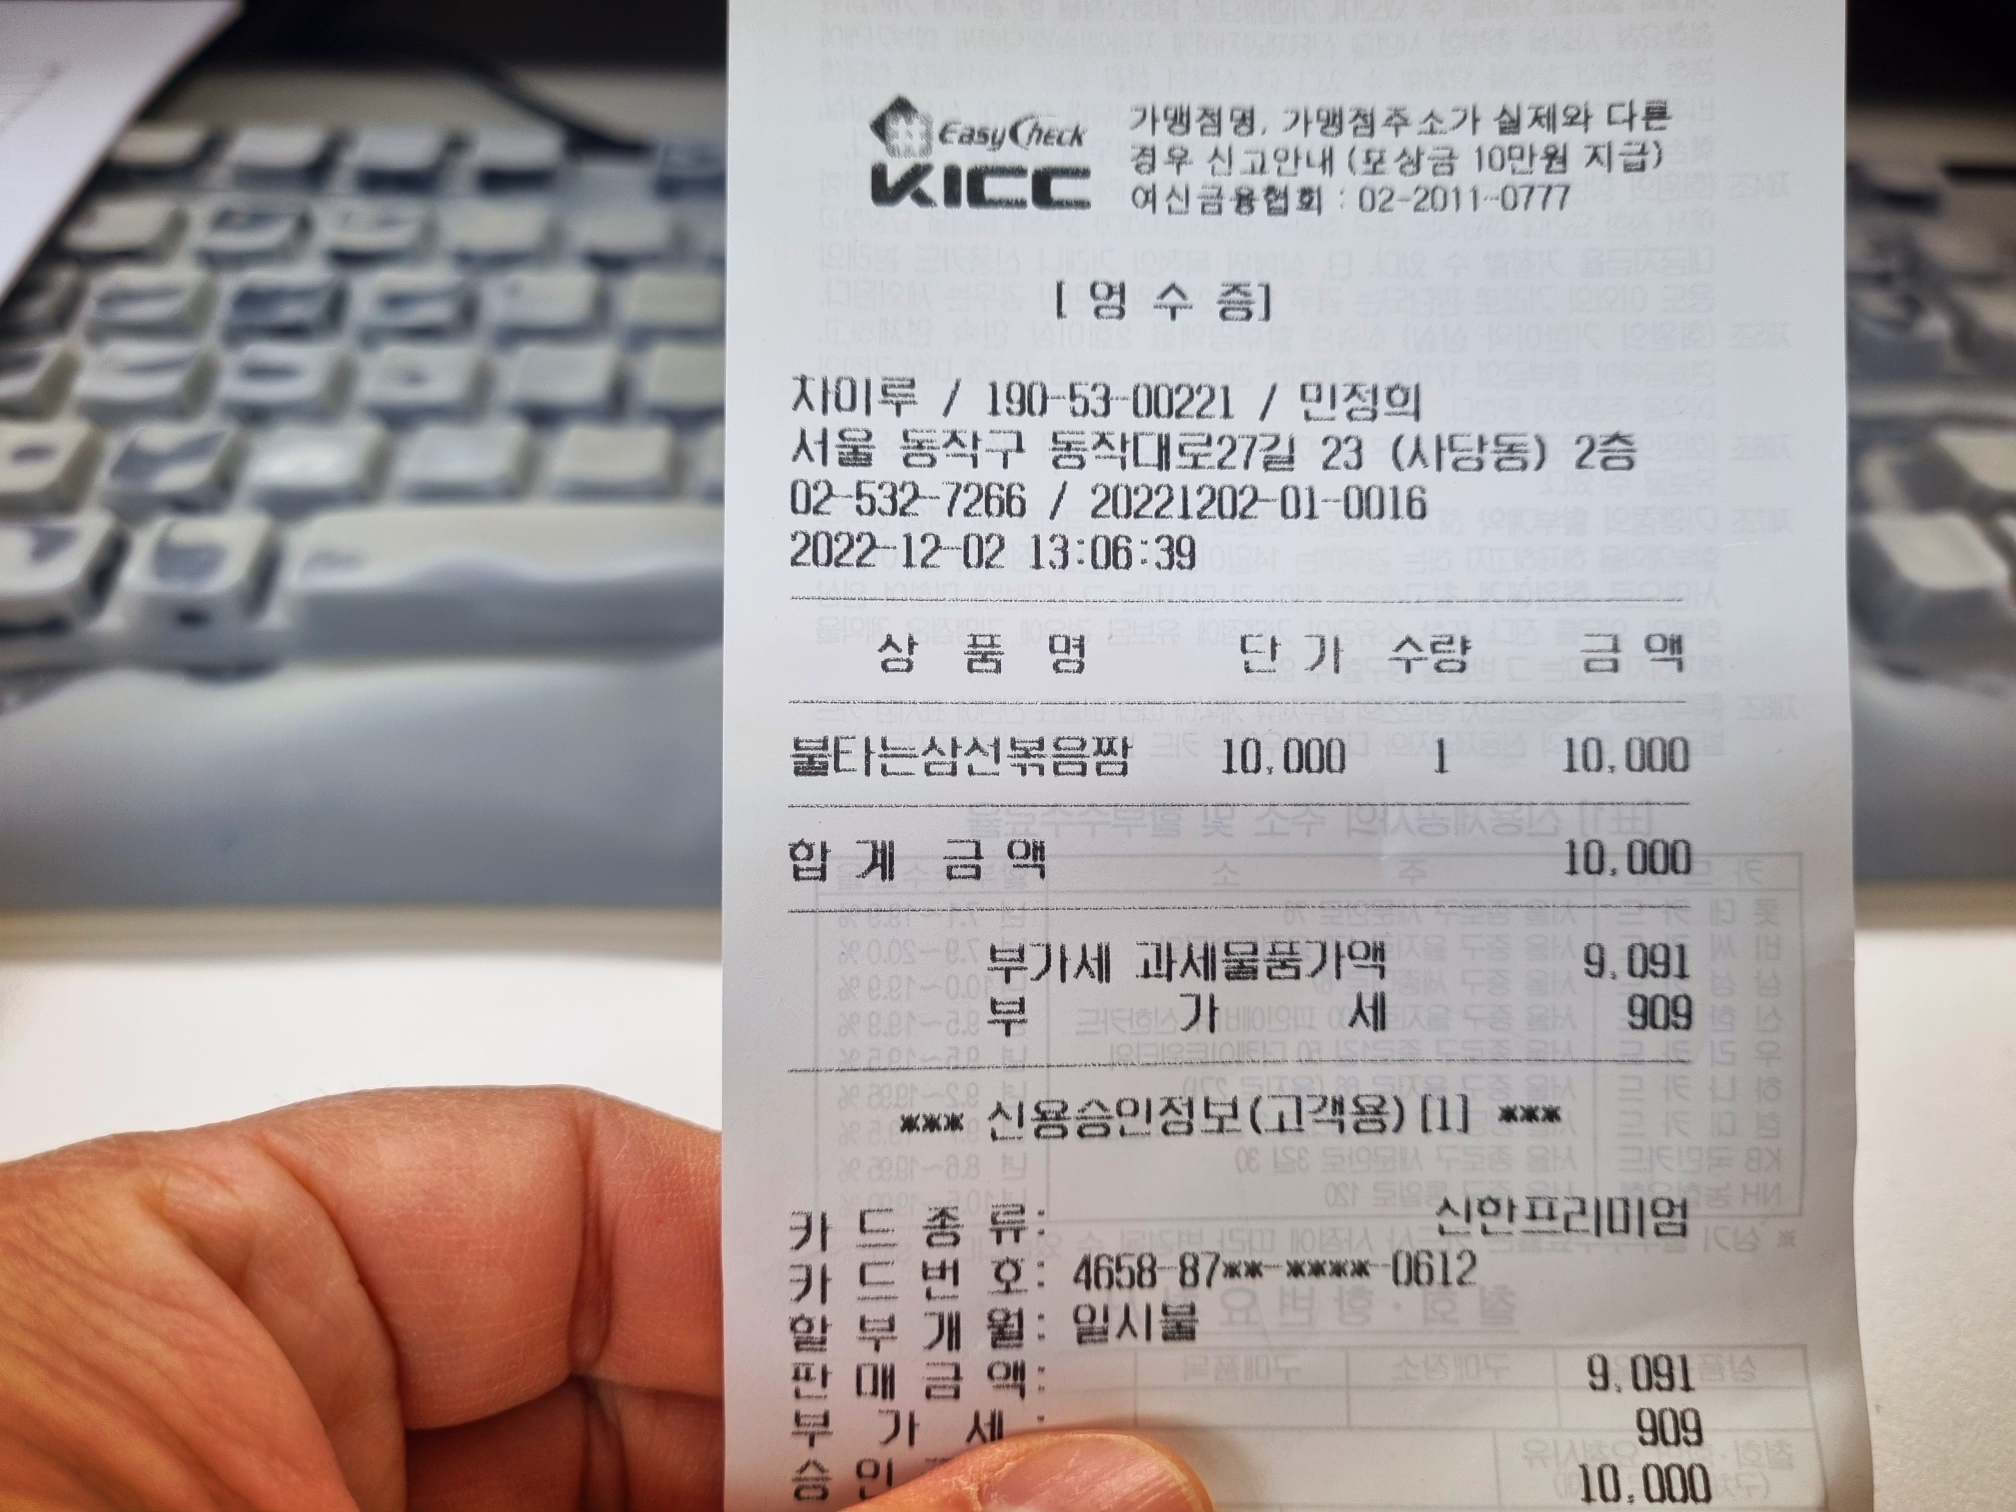 EasyCheck
KICC
가맹점명, 가맹점주소가 실제와 다른
경우 신고안내 (포상금 10만원 지급)
여신금융협회 : 02-2011-0777
[ 영 수 증]
차이루 / 190-53-00221 / 민정희
서울 동작구 동작대로27길 23 (사당동) 2층
02-532-7266 / 20221202-01-0016
2022-12-02 13:06:39
상 품 명 단 가 수량 금 액
불타는삼선볶음짬 10,000 1 10,000
합 계 금 액 10,000
부가세 과세물품가액 9,091
부 가 세 909
*** 신용승인정보(고객용)[1] ***
카 드 종 류: 신한프리미엄
카 드 번 호: 4658-87**-****-0612
할 부 개 월: 일시불
판 매 금 액: 9,091
부 가 세 : 909
승 인 10,000